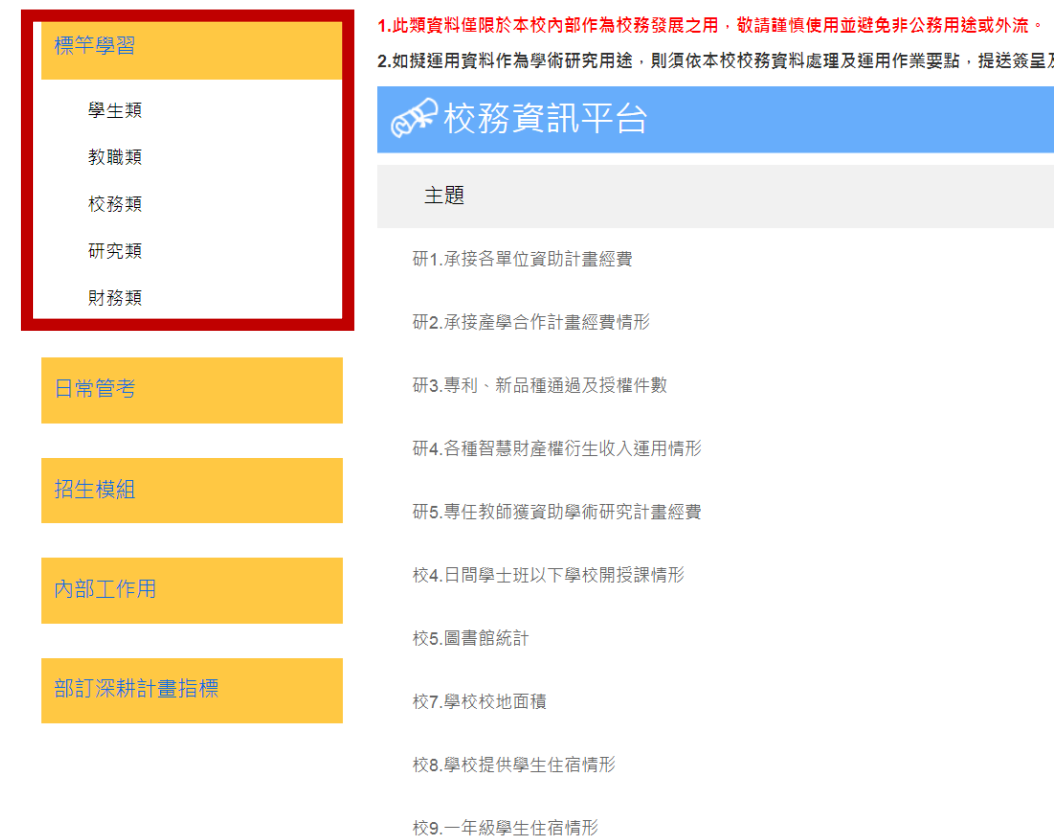 標竿學習
學生類
教職類
校務類
研究類
財務類
日常管考
招生模組
內部工作用
部訂深耕計畫指標
1.此類資料僅限於本校內部作為校務發展之用，敬請謹慎使用並避免非公務用途或外流。
2.如擬運用資料作為學術研究用途，則須依本校校務資料處理及運用作業要點，提送簽呈及
校務資訊平台
主題
研1.承接各單位資助計畫經費
研2.承接產學合作計畫經費情形
研3.專利、新品種通過及授權件數
研4.各種智慧財產權衍生收入運用情形
研5.專任教師獲資助學術研究計畫經費
校4.日間學士班以下學校開授課情形
校5.圖書館統計
校7.學校校地面積
校8.學校提供學生住宿情形
校9.一年級學生住宿情形